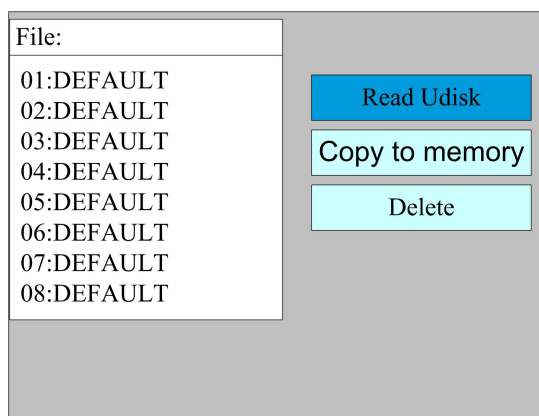 File:
01:DEFAULT
02:DEFAULT
03:DEFAULT
04:DEFAULT
05:DEFAULT
06:DEFAULT
07:DEFAULT
08:DEFAULT
Read Udisk
Copy to memory
Delete